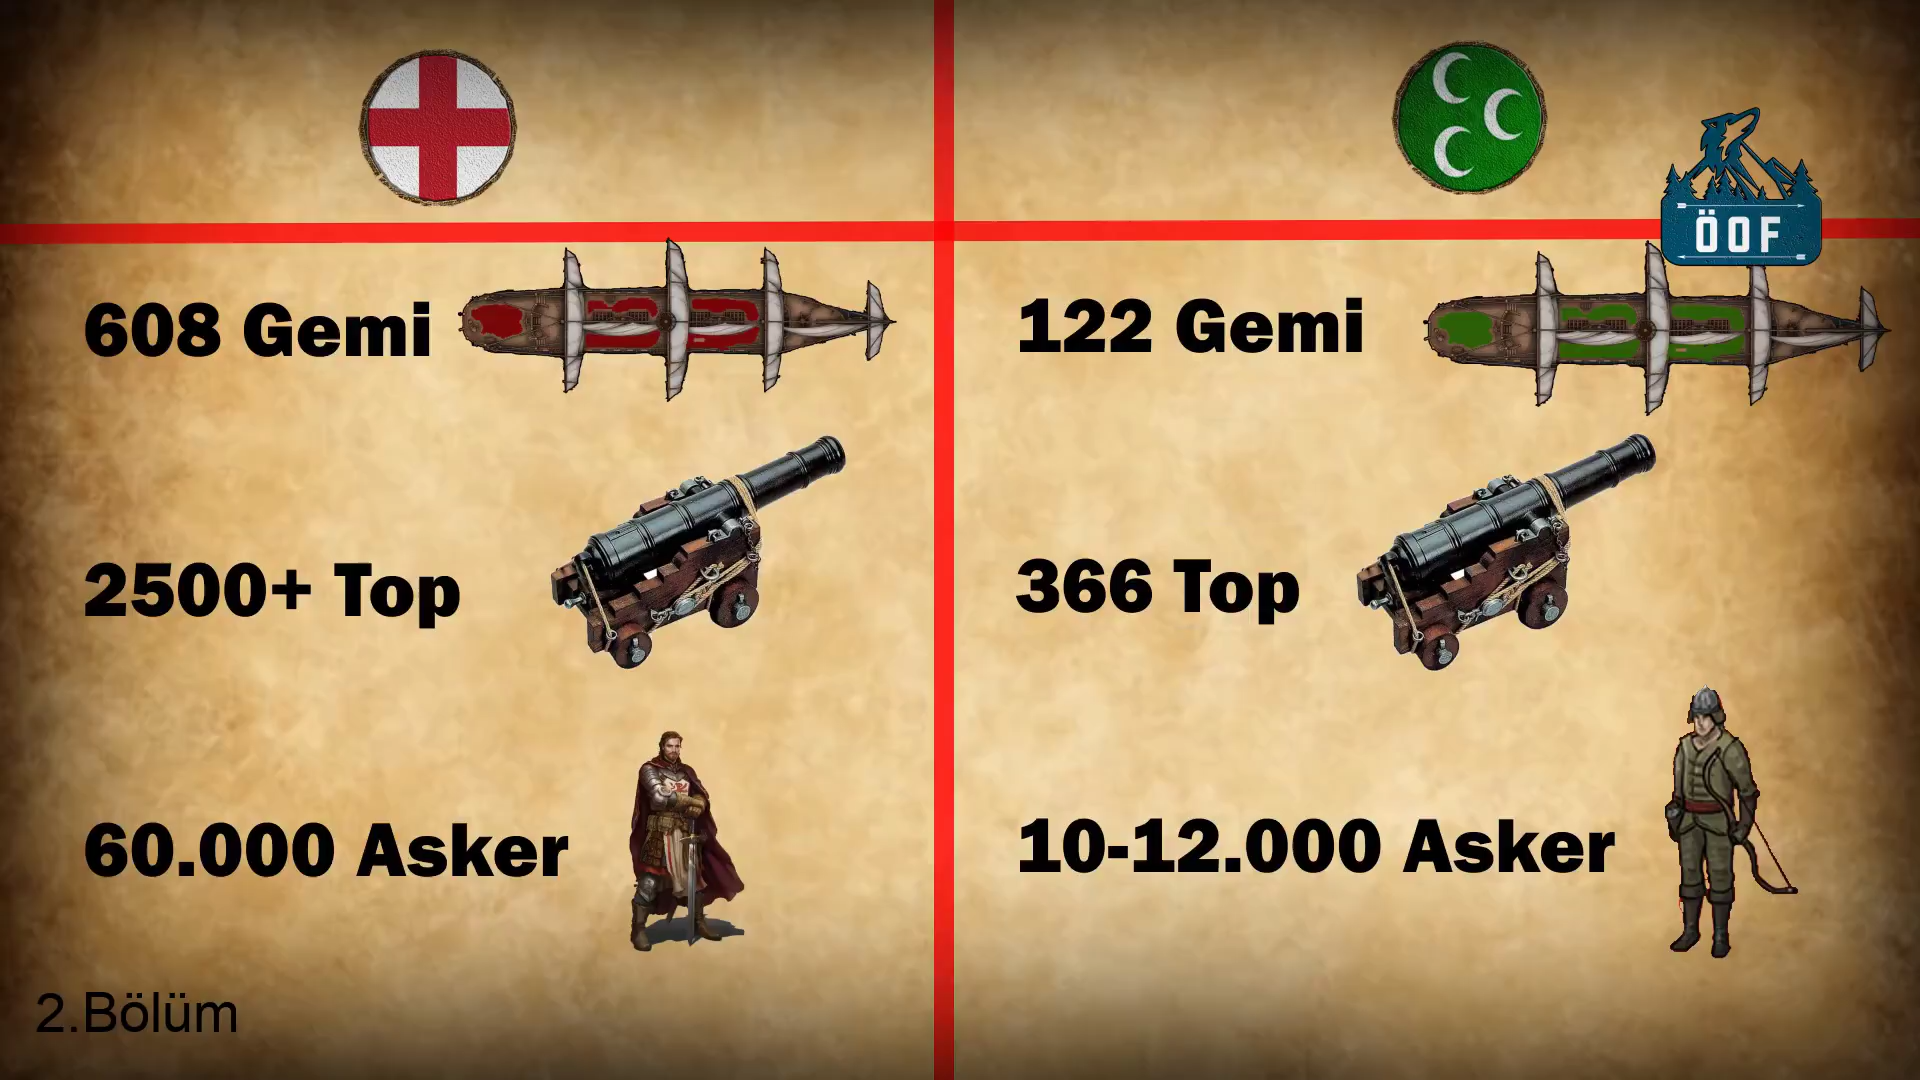 608 Gemi
2500+ Top
60.000 Asker
2.Bölüm
ÖOF
122 Gemi
366 Top
10-12.000 Asker